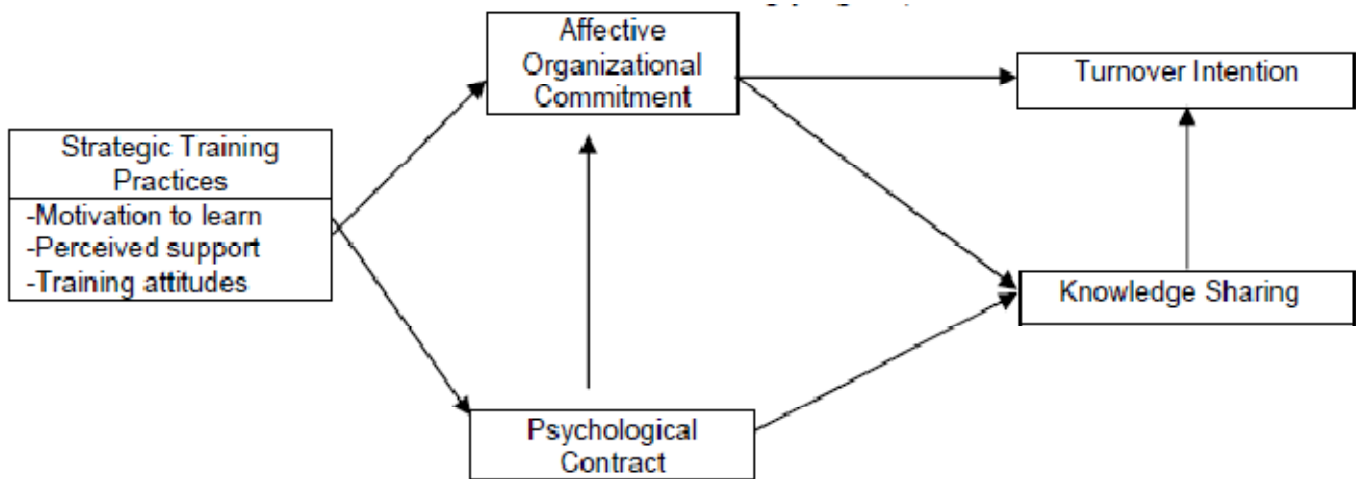 Affective
Organizational
Commitment
Turnover Intention
Strategic Training
Practices
-Motivation to learn
-Perceived support
-Training attitudes
Knowledge Sharing
Psychological
Contract